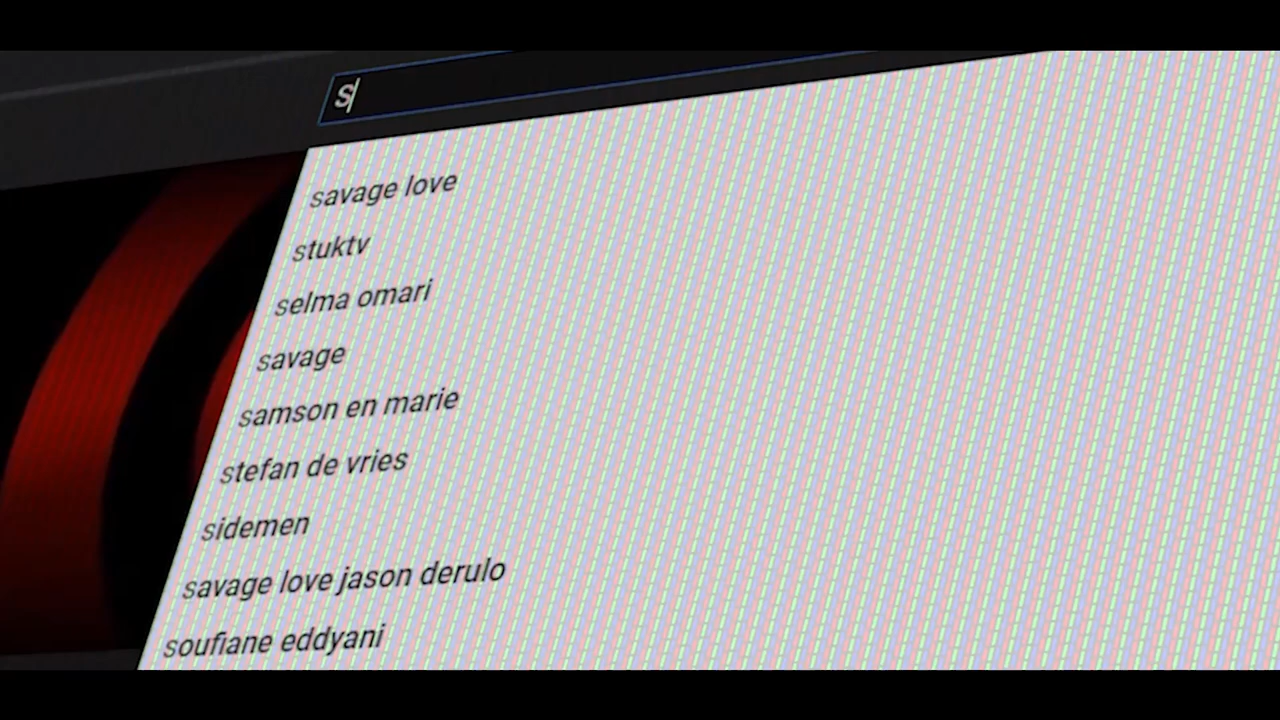 s
savage love
stuktv
selma omari
savage
samson en marie
stefan de vries
sidemen
savage love jason derulo
soufiane eddyani